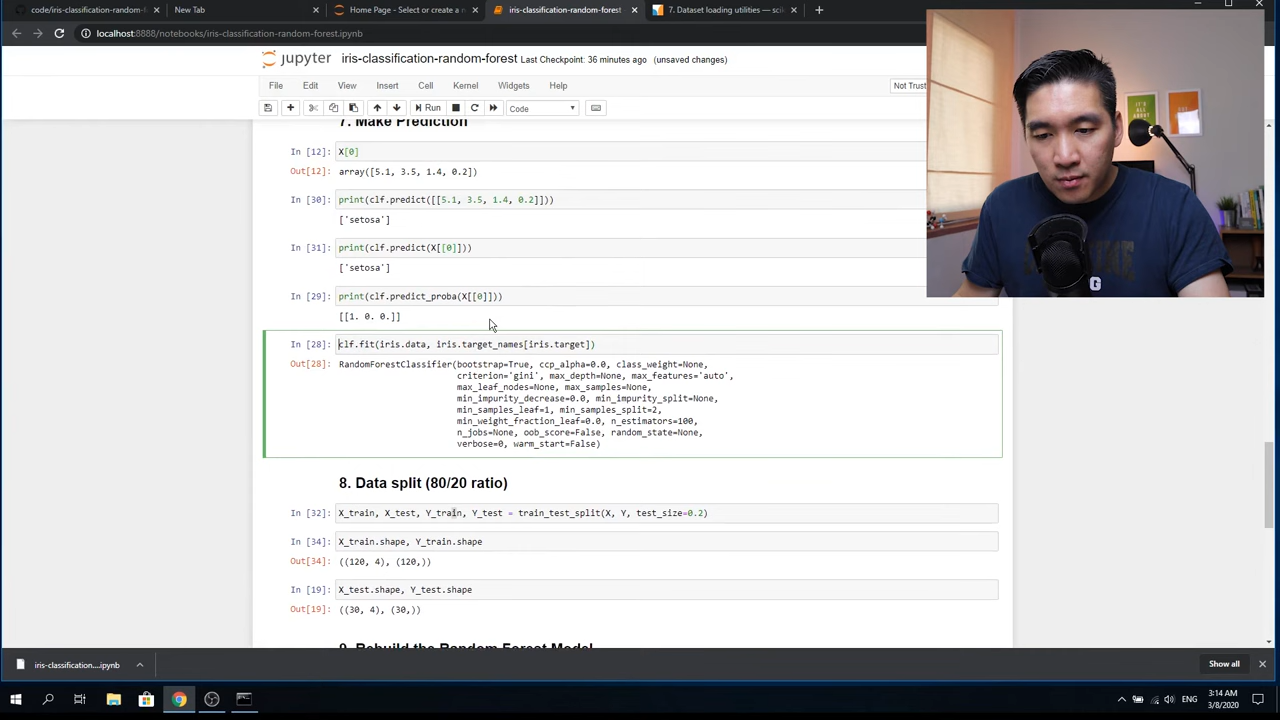 code/iris-classification-random-f
New Tab
Home Page - Select or create a n
iris-classification-random-forest
7. Dataset loading utilities — sci
localhost:8888/notebooks/iris-classification-random-forest.ipynb
jupyter iris-classification-random-forest Last Checkpoint: 36 minutes ago (unsaved changes)
File Edit View Insert Cell Kernel Widgets Help
Not Trust
Run
Code
7. Make Prediction
In [12]: X[0]
Out[12]: array([5.1, 3.5, 1.4, 0.2])
In [30]: print(clf.predict([[5.1, 3.5, 1.4, 0.2]]))
['setosa']
In [31]: print(clf.predict(X[[0]]))
['setosa']
In [29]: print(clf.predict_proba(X[[0]]))
[[1. 0. 0.]]
In [28]: clf.fit(iris.data, iris.target_names[iris.target])
Out[28]: RandomForestClassifier(bootstrap=True, ccp_alpha=0.0, class_weight=None,
criterion='gini', max_depth=None, max_features='auto',
max_leaf_nodes=None, max_samples=None,
min_impurity_decrease=0.0, min_impurity_split=None,
min_samples_leaf=1, min_samples_split=2,
min_weight_fraction_leaf=0.0, n_estimators=100,
n_jobs=None, oob_score=False, random_state=None,
verbose=0, warm_start=False)
8. Data split (80/20 ratio)
In [32]: X_train, X_test, Y_train, Y_test = train_test_split(X, Y, test_size=0.2)
In [34]: X_train.shape, Y_train.shape
Out[34]: ((120, 4), (120,))
In [19]: X_test.shape, Y_test.shape
Out[19]: ((30, 4), (30,))
9. Rebuild the Random Forest Model
iris-classification....ipynb
Show all
ENG
3:14 AM
3/8/2020